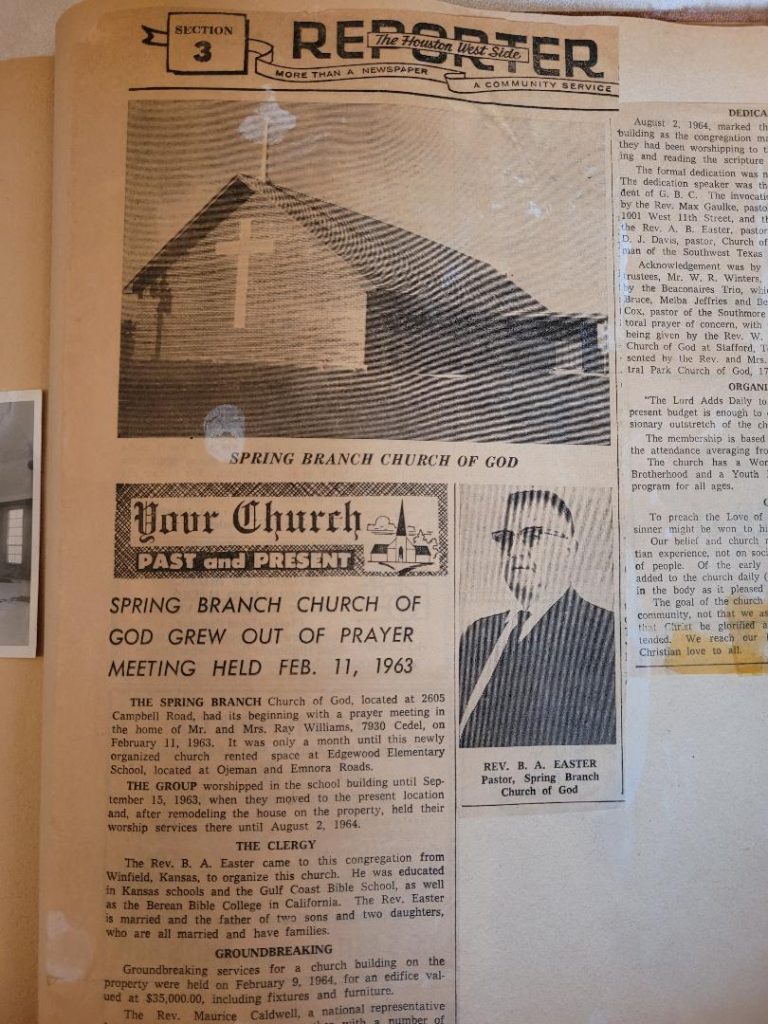 SECTION
3
REPORTER
The Houston West Side
MORE THAN A NEWSPAPER
A COMMUNITY SERVICE
SPRING BRANCH CHURCH OF GOD
Your Church
PAST and PRESENT
SPRING BRANCH CHURCH OF
GOD GREW OUT OF PRAYER
MEETING HELD FEB. 11, 1963
THE SPRING BRANCH Church of God, located at 2605
Campbell Road, had its beginning with a prayer meeting in
the home of Mr. and Mrs. Ray Williams, 7930 Cedel, on
February 11, 1963. It was only a month until this newly
organized church rented space at Edgewood Elementary
School, located at Ojeman and Emnora Roads.
THE GROUP worshipped in the school building until Sep-
tember 15, 1963, when they moved to the present location
and, after remodeling the house on the property, held their
worship services there until August 2, 1964.
THE CLERGY
The Rev. B. A. Easter came to this congregation from
Winfield, Kansas, to organize this church. He was educated
in Kansas schools and the Gulf Coast Bible School, as well
as the Berean Bible College in California. The Rev. Easter
is married and the father of two sons and two daughters,
who are all married and have families.
GROUNDBREAKING
Groundbreaking services for a church building on the
property were held on February 9, 1964, for an edifice val-
ued at $35,000.00, including fixtures and furniture.
The Rev. Maurice Caldwell, a national representative
with a number of
REV. B. A. EASTER
Pastor, Spring Branch
Church of God
DEDICA
August 2, 1964, marked th
building as the congregation ma
they had been worshipping to t
ing and reading the scripture
The formal dedication was
The dedication speaker was th
dent of G. B. C. The invocati
by the Rev. Max Gaulke, pasto
1001 West 11th Street, and th
the Rev. A. B. Easter, pastor
D. J. Davis, pastor, Church of
man of the Southwest Texas
Acknowledgement was by
trustees, Mr. W. R. Winters,
by the Beaconaires Trio, whi
Bruce, Melba Jeffries and Be
Cox, pastor of the Southmore
toral prayer of concern, with
being given by the Rev. W.
Church of God at Stafford, T
sented by the Rev. and Mrs.
tral Park Church of God, 17
ORGANI
"The Lord Adds Daily to
present budget is enough to
sionary outstretch of the ch
The membership is based
the attendance averaging fro
The church has a Wor
Brotherhood and a Youth
program for all ages.
To preach the Love of
sinner might be won to hi
Our belief and church
tian experience, not on soci
of people. Of the early
added to the church daily (
in the body as it pleased
The goal of the church
community, not that we as
that Christ be glorified a
tended. We reach our
Christian love to all.